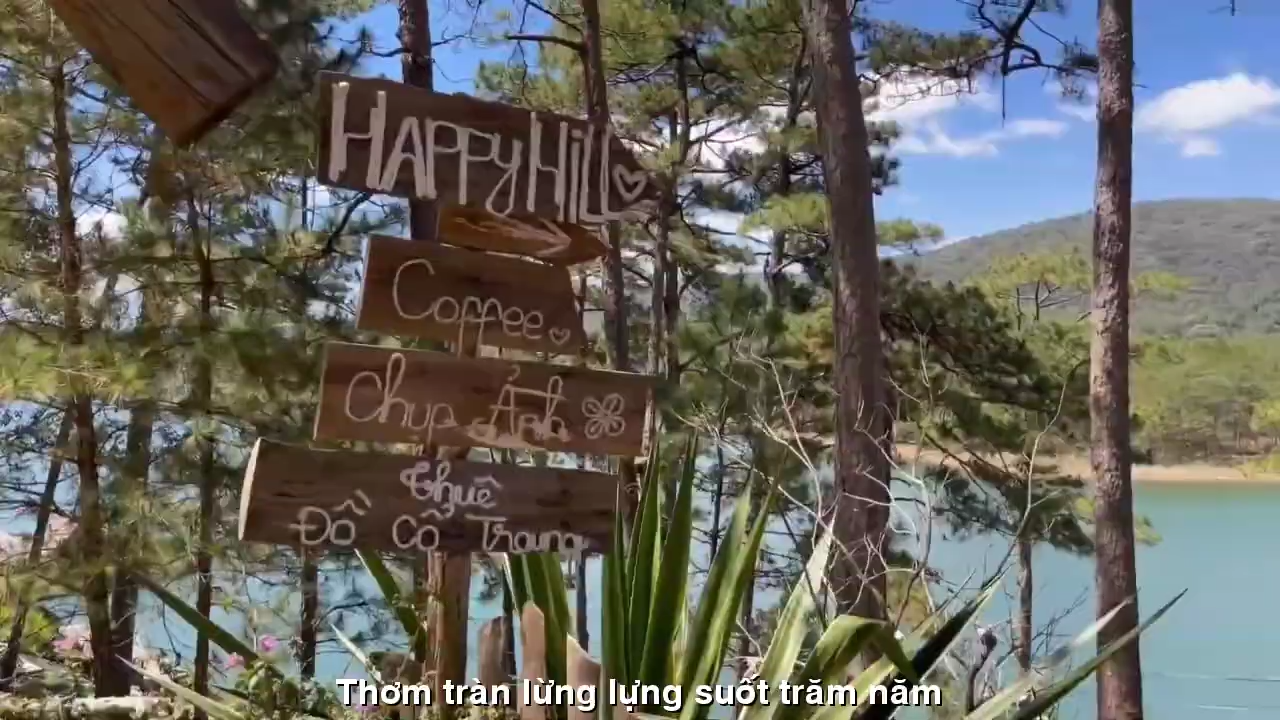 HAPPY HiLL
Coffee
Chụp Ảnh
Thuê
Đồ Cổ Trang
Thơm tràn lừng lựng suốt trăm năm